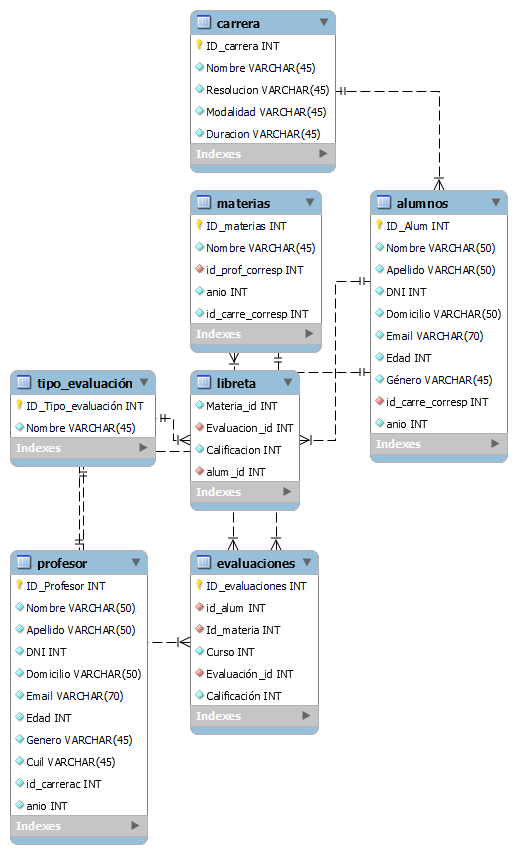 carrera
ID_carrera INT
Nombre VARCHAR(45)
Resolucion VARCHAR(45)
Modalidad VARCHAR(45)
Duracion VARCHAR(45)
Indexes
materias
ID_materias INT
Nombre VARCHAR(45)
id_prof_corresp INT
anio INT
id_carre_corresp INT
Indexes
alumnos
ID_Alum INT
Nombre VARCHAR(50)
Apellido VARCHAR(50)
DNI INT
Domicilio VARCHAR(50)
Email VARCHAR(70)
Edad INT
Género VARCHAR(45)
id_carre_corresp INT
anio INT
Indexes
tipo_evaluación
ID_Tipo_evaluación INT
Nombre VARCHAR(45)
Indexes
libreta
Materia_id INT
Evaluacion_id INT
Calificacion INT
alum_id INT
Indexes
profesor
ID_Profesor INT
Nombre VARCHAR(50)
Apellido VARCHAR(50)
DNI INT
Domicilio VARCHAR(50)
Email VARCHAR(70)
Edad INT
Genero VARCHAR(45)
Cuil VARCHAR(45)
id_carrerac INT
anio INT
Indexes
evaluaciones
ID_evaluaciones INT
id_alum INT
Id_materia INT
Curso INT
Evaluación_id INT
Calificación INT
Indexes